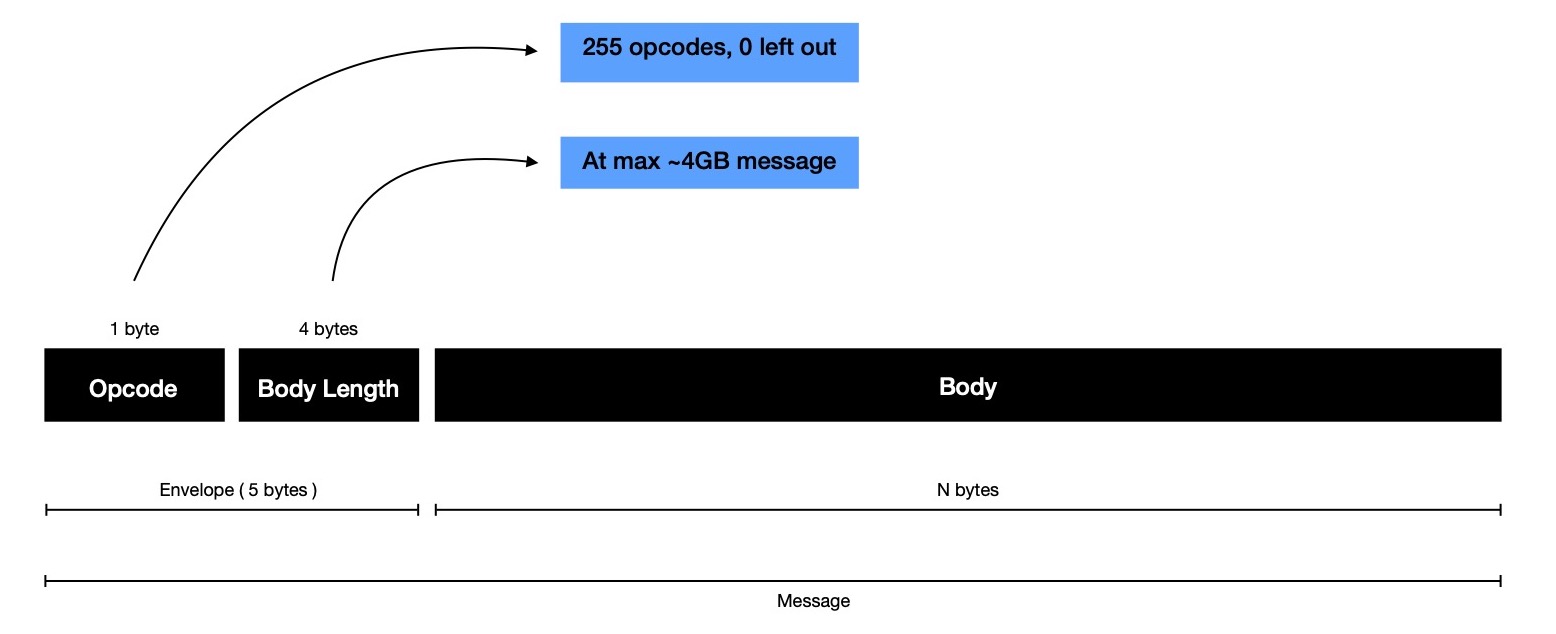 255 opcodes, 0 left out
At max ~4GB message
1 byte
4 bytes
Opcode
Body Length
Body
Envelope ( 5 bytes )
N bytes
Message